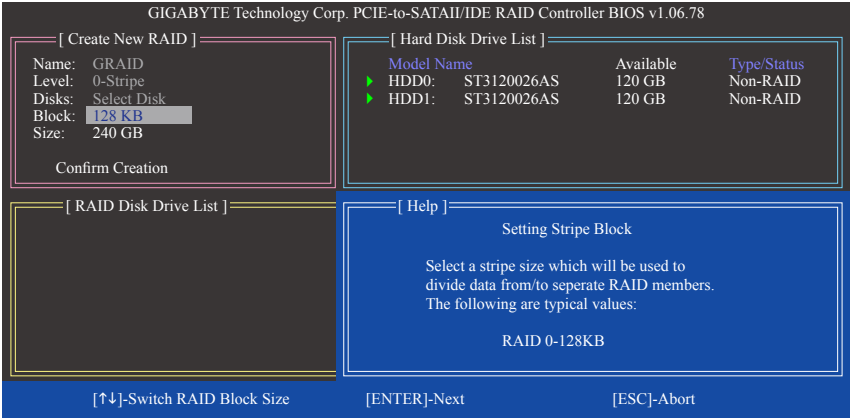 GIGABYTE Technology Corp. PCIE-to-SATAII/IDE RAID Controller BIOS v1.06.78
[ Create New RAID ]
Name: GRAID
Level: 0-Stripe
Disks: Select Disk
Block: 128 KB
Size: 240 GB
Confirm Creation
[ Hard Disk Drive List ]
Model Name Available Type/Status
HDD0: ST3120026AS 120 GB Non-RAID
HDD1: ST3120026AS 120 GB Non-RAID
[ RAID Disk Drive List ]
[ Help ]
Setting Stripe Block
Select a stripe size which will be used to
divide data from/to seperate RAID members.
The following are typical values:
RAID 0-128KB
[↑↓]-Switch RAID Block Size [ENTER]-Next [ESC]-Abort